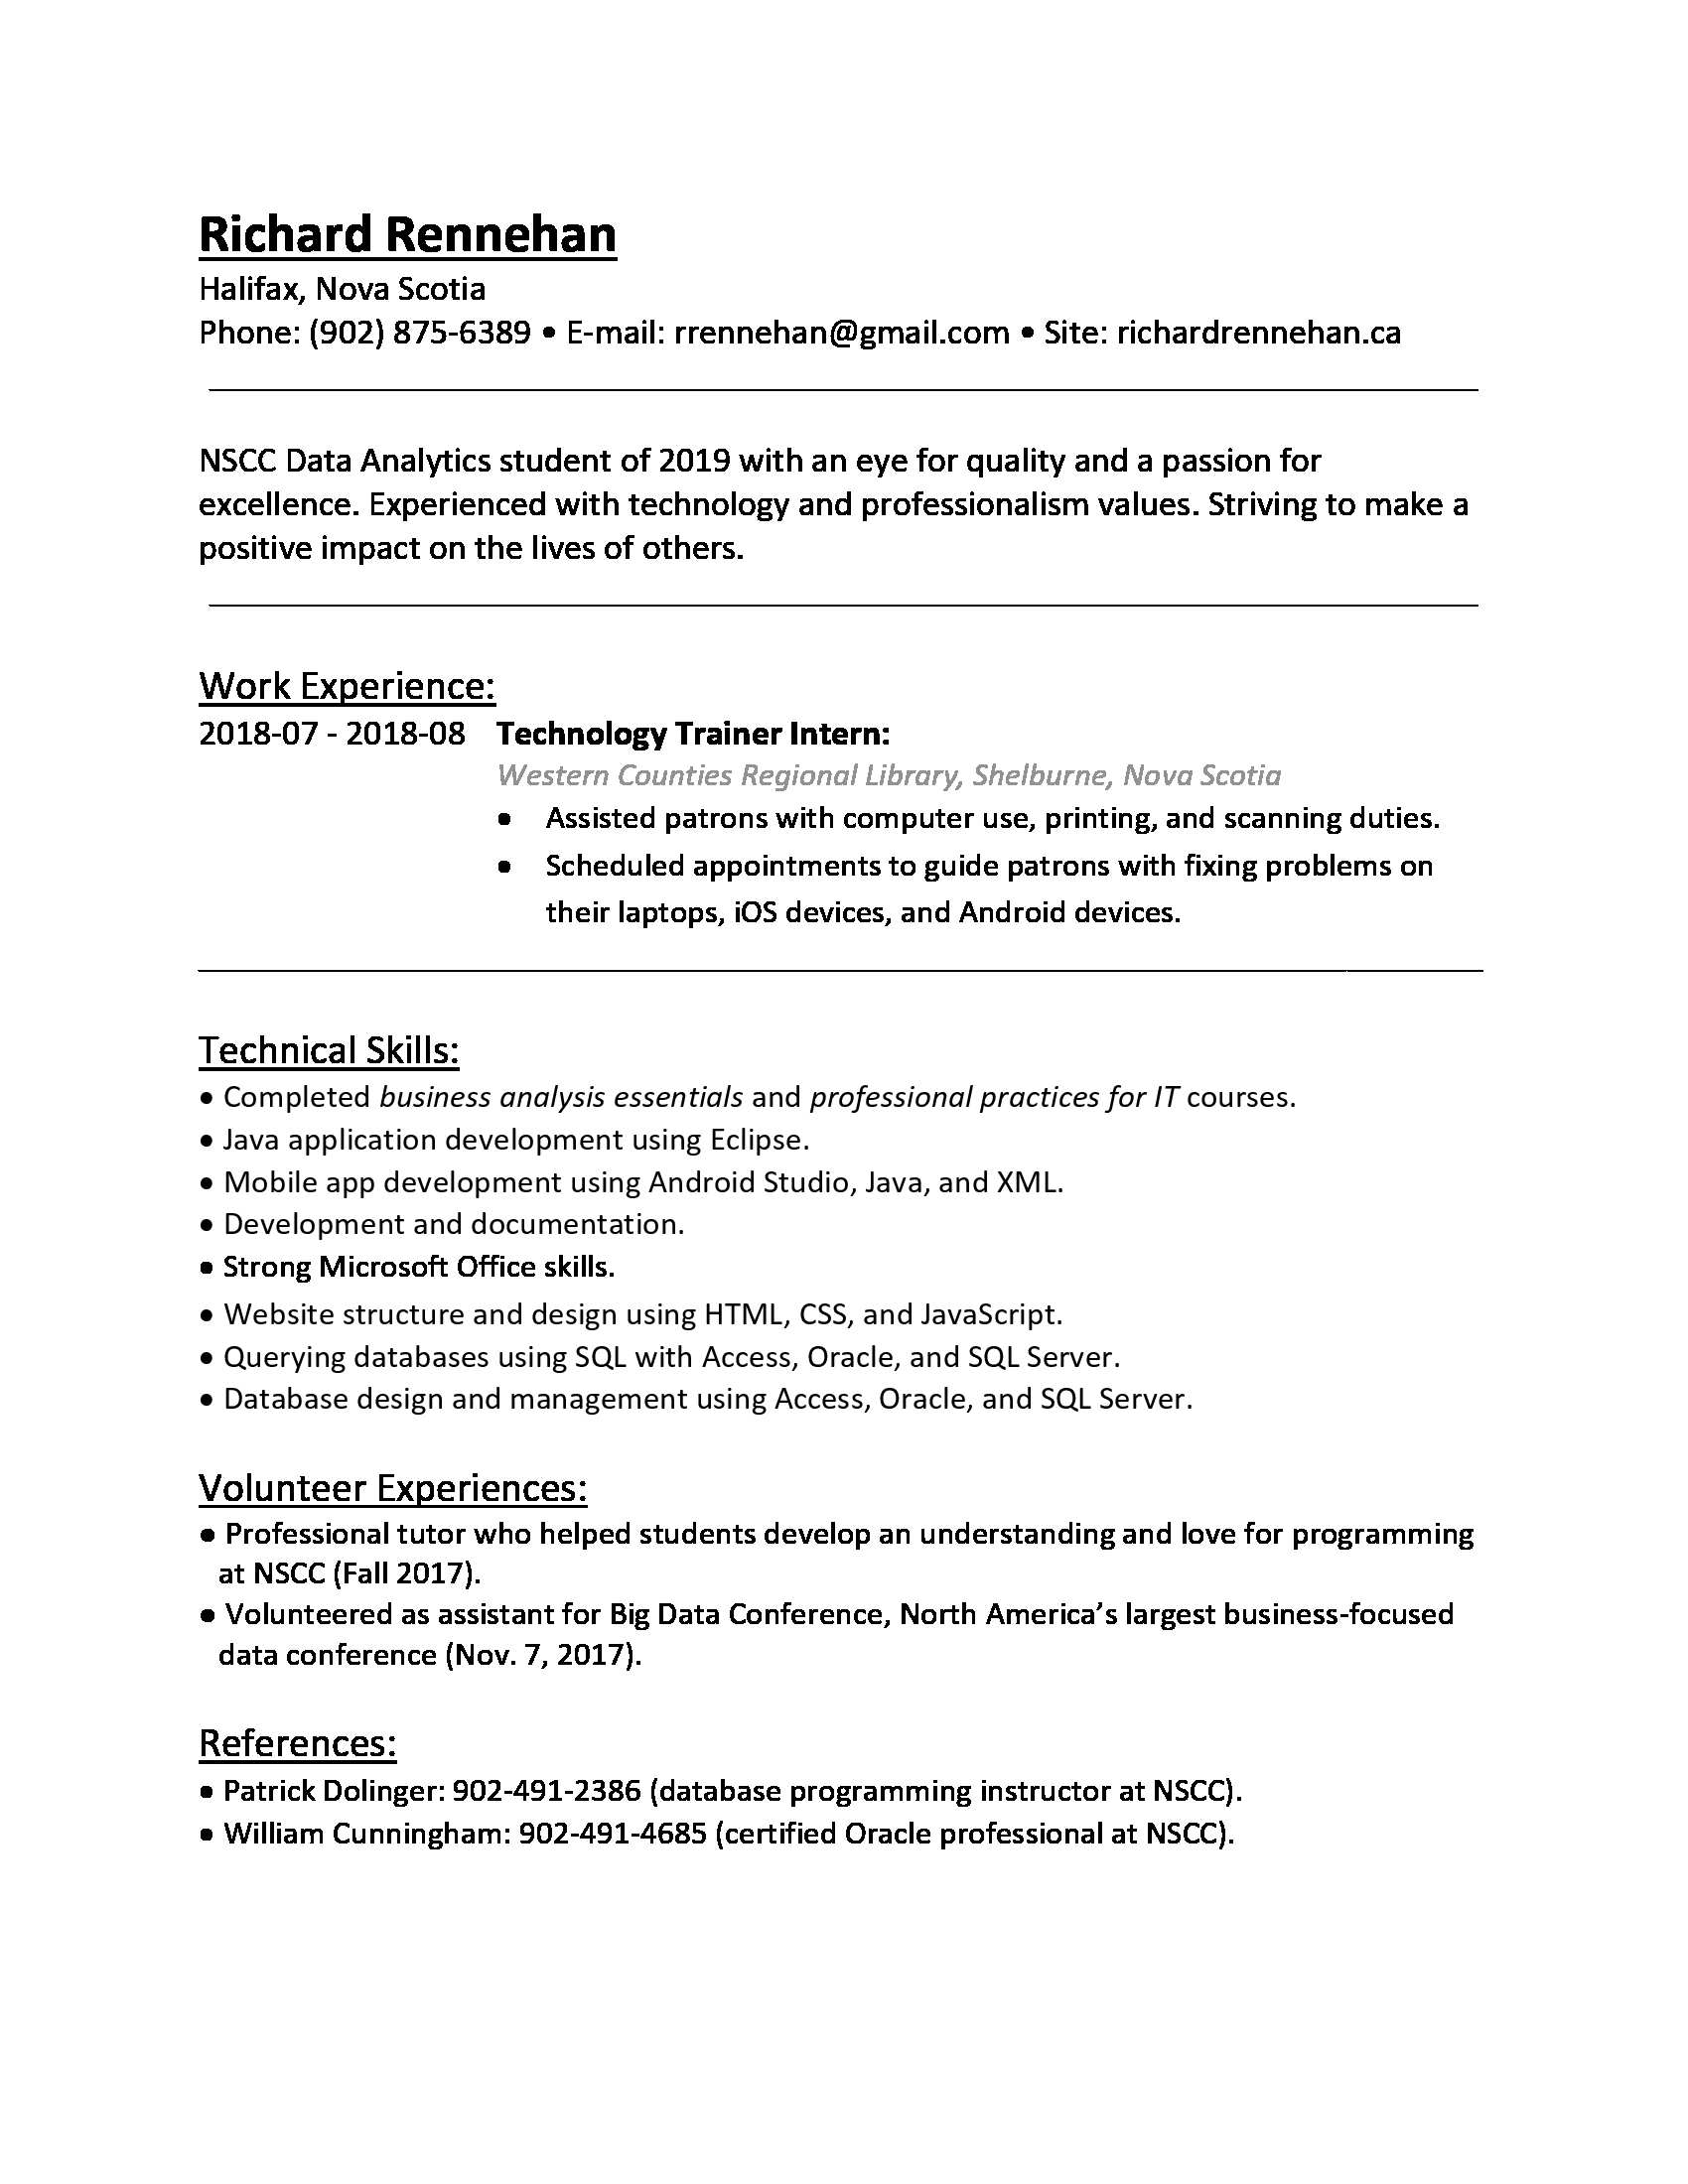 Richard Rennehan
Halifax, Nova Scotia
Phone: (902) 875-6389 • E-mail: rrennehan@gmail.com • Site: richardrennehan.ca
NSCC Data Analytics student of 2019 with an eye for quality and a passion for
excellence. Experienced with technology and professionalism values. Striving to make a
positive impact on the lives of others.
Work Experience:
2018-07 - 2018-08 Technology Trainer Intern:
Western Counties Regional Library, Shelburne, Nova Scotia
• Assisted patrons with computer use, printing, and scanning duties.
• Scheduled appointments to guide patrons with fixing problems on
their laptops, iOS devices, and Android devices.
Technical Skills:
• Completed business analysis essentials and professional practices for IT courses.
• Java application development using Eclipse.
• Mobile app development using Android Studio, Java, and XML.
• Development and documentation.
• Strong Microsoft Office skills.
• Website structure and design using HTML, CSS, and JavaScript.
• Querying databases using SQL with Access, Oracle, and SQL Server.
• Database design and management using Access, Oracle, and SQL Server.
Volunteer Experiences:
• Professional tutor who helped students develop an understanding and love for programming
at NSCC (Fall 2017).
• Volunteered as assistant for Big Data Conference, North America’s largest business-focused
data conference (Nov. 7, 2017).
References:
• Patrick Dolinger: 902-491-2386 (database programming instructor at NSCC).
• William Cunningham: 902-491-4685 (certified Oracle professional at NSCC).